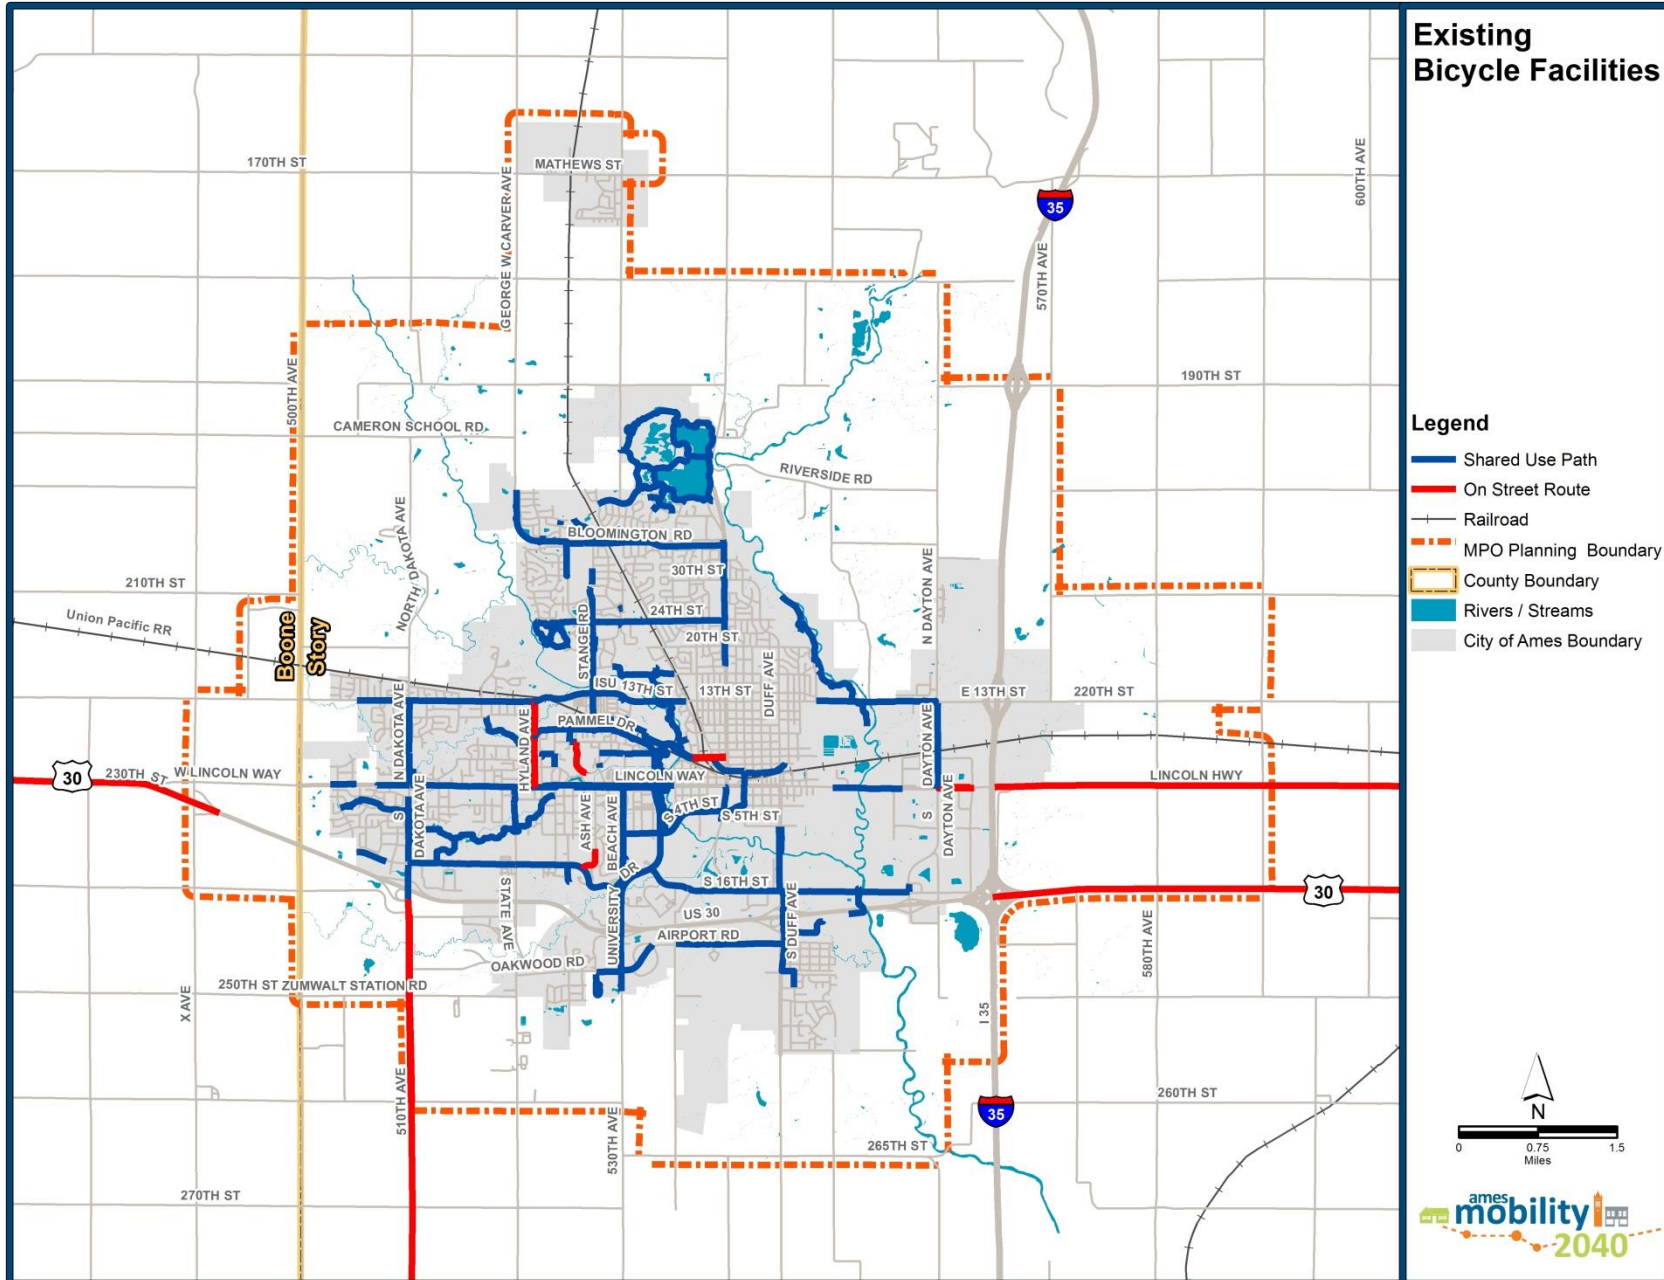 Existing
Bicycle Facilities
170TH ST
MATHEWS ST
GEORGE W CARVER AVE
35
570TH AVE
600TH AVE
500TH AVE
190TH ST
CAMERON SCHOOL RD
RIVERSIDE RD
NORTH DAKOTA AVE
BLOOMINGTON RD
30TH ST
N DAYTON AVE
210TH ST
24TH ST
Union Pacific RR
STANGE RD
20TH ST
Boone
Story
DUFF AVE
ISU 13TH ST
13TH ST
E 13TH ST
220TH ST
N DAKOTA AVE
HYLAND AVE
PAMMEL DR
DAYTON AVE
30
230TH ST
W LINCOLN WAY
LINCOLN WAY
LINCOLN HWY
S DAKOTA AVE
ASH AVE
BEACH AVE
S 4TH ST
S 5TH ST
S DAYTON AVE
STATE AVE
UNIVERSITY DR
S 16TH ST
30
US 30
S DUFF AVE
AIRPORT RD
580TH AVE
OAKWOOD RD
250TH ST ZUMWALT STATION RD
X AVE
I 35
510TH AVE
530TH AVE
35
260TH ST
265TH ST
270TH ST
Legend
Shared Use Path
On Street Route
Railroad
MPO Planning Boundary
County Boundary
Rivers / Streams
City of Ames Boundary
N
0 0.75 1.5
Miles
ames
mobility
2040